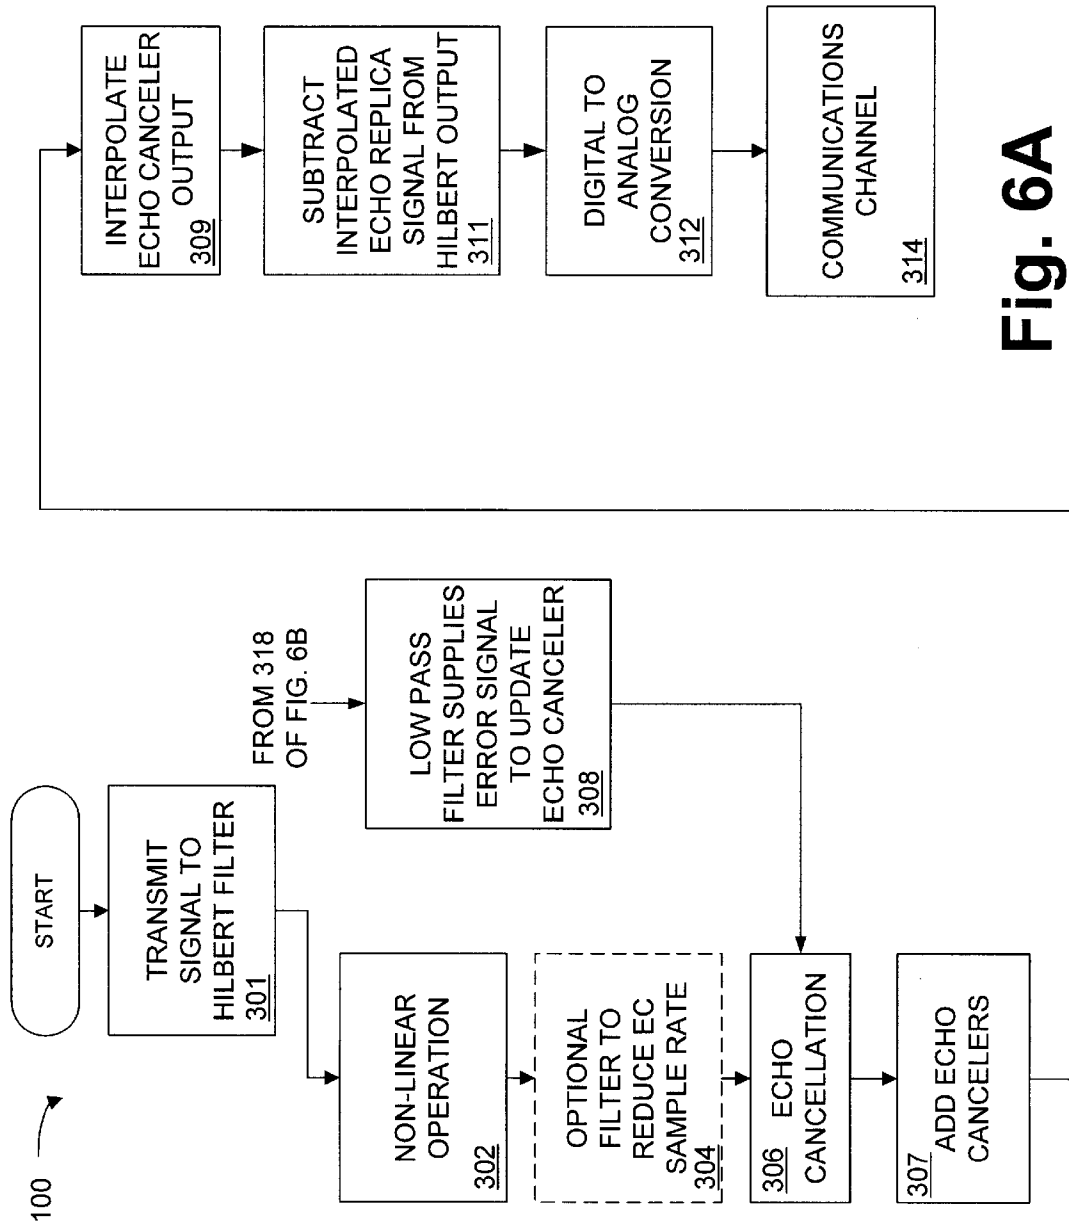 100
START
TRANSMIT
SIGNAL TO
HILBERT FILTER
301
NON-LINEAR
OPERATION
302
OPTIONAL
FILTER TO
REDUCE EC
SAMPLE RATE
304
306 ECHO
CANCELLATION
307 ADD ECHO
CANCELERS
FROM 318
OF FIG. 6B
LOW PASS
FILTER SUPPLIES
ERROR SIGNAL
TO UPDATE
ECHO CANCELER
308
INTERPOLATE
ECHO CANCELER
OUTPUT
309
SUBTRACT
INTERPOLATED
ECHO REPLICA
SIGNAL FROM
HILBERT OUTPUT
311
DIGITAL TO
ANALOG
CONVERSION
312
COMMUNICATIONS
CHANNEL
314
Fig. 6A